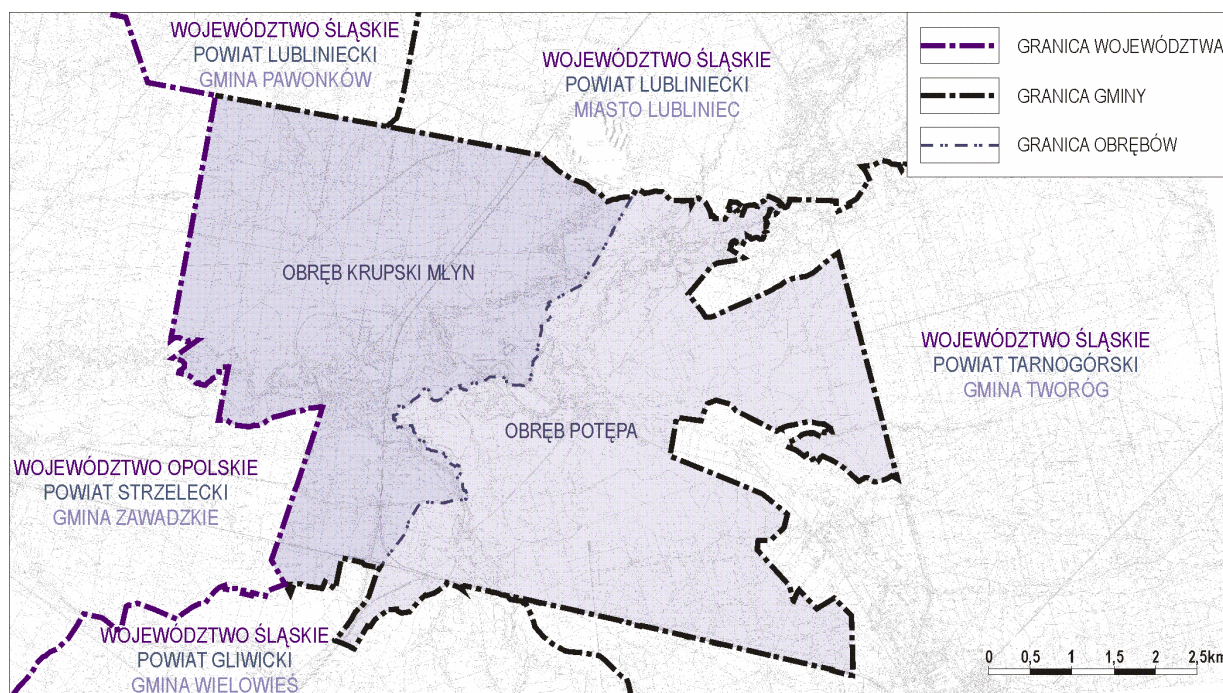 WOJEWÓDZTWO ŚLĄSKIE
POWIAT LUBLINIECKI
GMINA PAWONKÓW
WOJEWÓDZTWO ŚLĄSKIE
POWIAT LUBLINIECKI
MIASTO LUBLINIEC
GRANICA WOJEWÓDZTWA
GRANICA GMINY
GRANICA OBRĘBÓW
OBRĘB KRUPSKI MŁYN
WOJEWÓDZTWO ŚLĄSKIE
POWIAT TARNOGÓRSKI
GMINA TWORÓG
OBRĘB POTĘPA
WOJEWÓDZTWO OPOLSKIE
POWIAT STRZELECKI
GMINA ZAWADZKIE
WOJEWÓDZTWO ŚLĄSKIE
POWIAT GLIWICKI
GMINA WIELOWIEŚ
0 0,5 1 1,5 2 2,5km